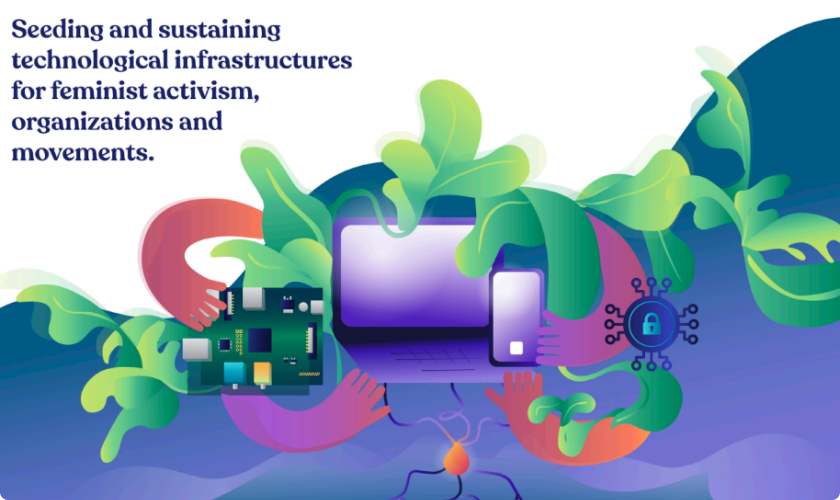 Seeding and sustaining
technological infrastructures
for feminist activism,
organizations and
movements.